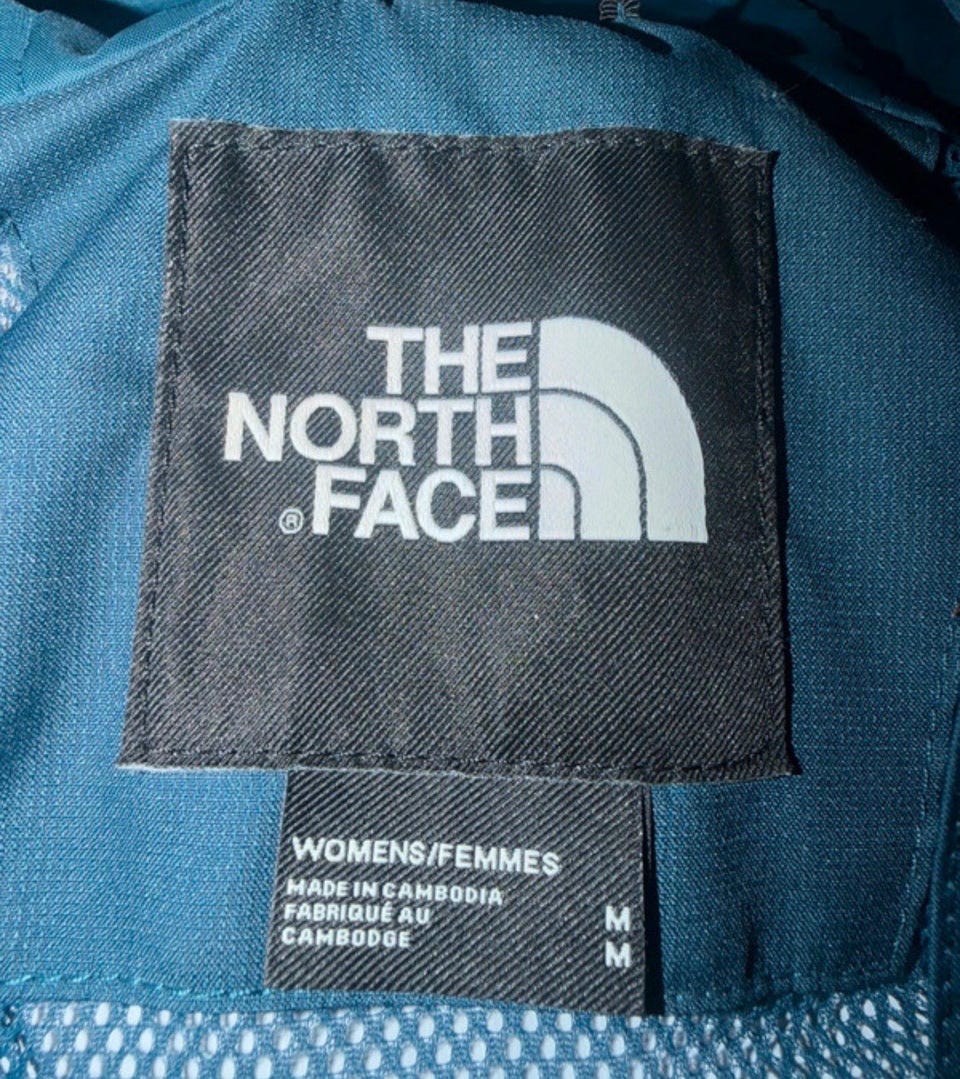 THE
NORTH
® FACE
WOMENS/FEMMES
MADE IN CAMBODIA
FABRIQUÉ AU M
CAMBODGE M